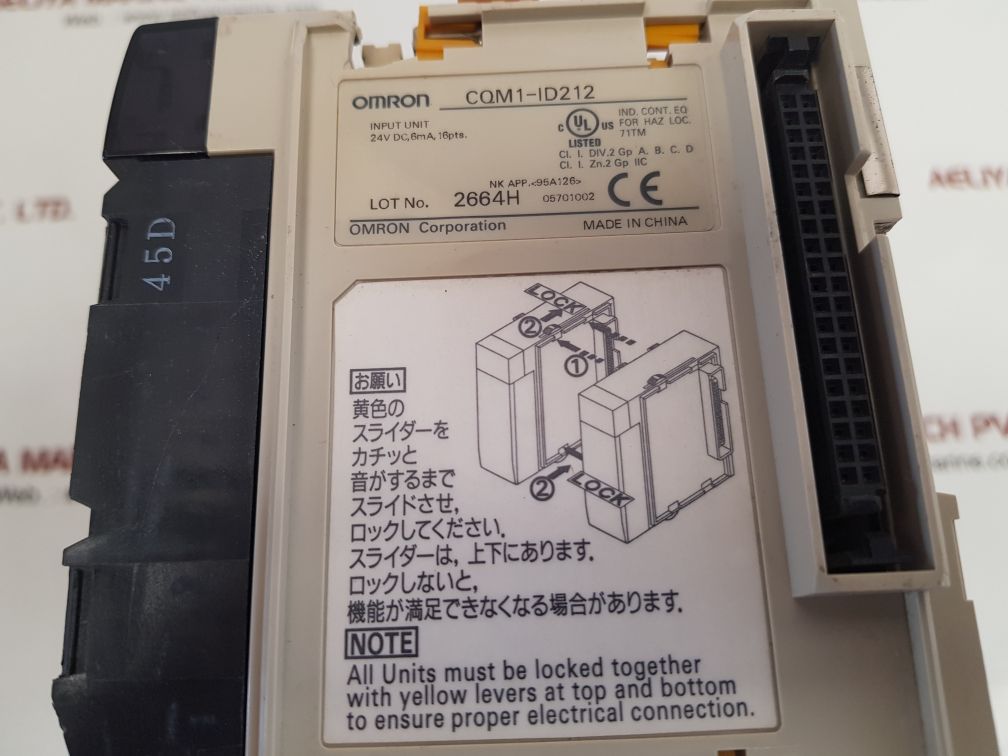 OMRON CQM1-ID212
INPUT UNIT
24V DC,6mA,16pts.
C UL US
LISTED
IND. CONT. EQ
FOR HAZ LOC.
71TM
Cl. I. DIV.2 Gp A. B. C. D
Cl. I. Zn.2 Gp IIC
NK APP.<95A126>
LOT No. 2664H 05701002 CE
OMRON Corporation MADE IN CHINA
45D
LOCK
②
①
②
LOCK
お願い
黄色の
スライダーを
カチッと
音がするまで
スライドさせ,
ロックしてください.
スライダーは, 上下にあります.
ロックしないと,
機能が満足できなくなる場合があります.
NOTE
All Units must be locked together
with yellow levers at top and bottom
to ensure proper electrical connection.